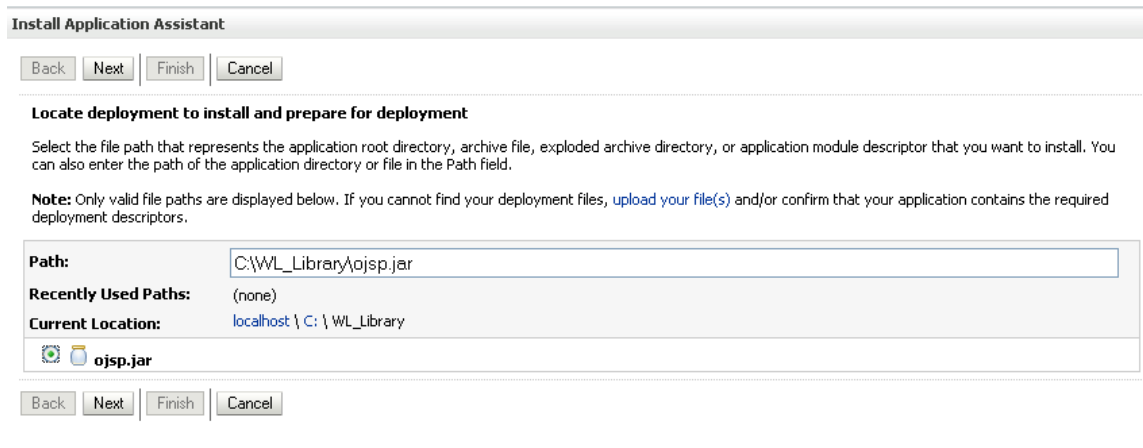 Install Application Assistant
Back Next Finish Cancel
Locate deployment to install and prepare for deployment
Select the file path that represents the application root directory, archive file, exploded archive directory, or application module descriptor that you want to install. You
can also enter the path of the application directory or file in the Path field.
Note: Only valid file paths are displayed below. If you cannot find your deployment files, upload your file(s) and/or confirm that your application contains the required
deployment descriptors.
Path: C:\WL_Library\ojsp.jar
Recently Used Paths: (none)
Current Location: localhost \ C: \ WL_Library
ojsp.jar
Back Next Finish Cancel